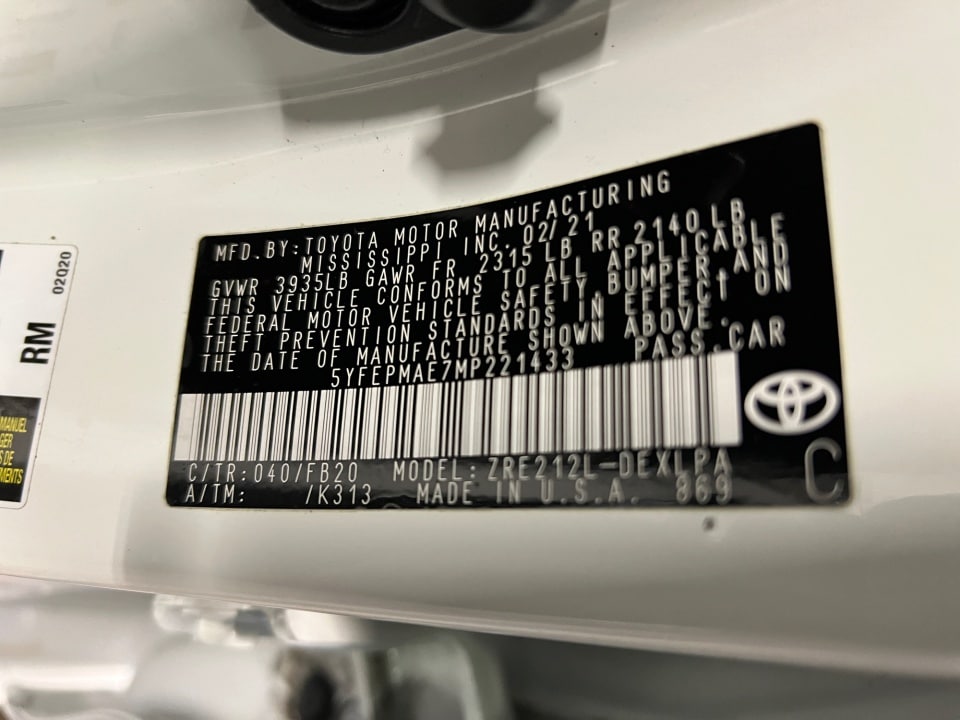 MFD. BY: TOYOTA MOTOR MANUFACTURING
MISSISSIPPI INC. 02/21
GVWR 3935LB GAWR FR 2315 LB RR 2140 LB
THIS VEHICLE CONFORMS TO ALL APPLICABLE
FEDERAL MOTOR VEHICLE SAFETY, BUMPER, AND
THEFT PREVENTION STANDARDS IN EFFECT ON
THE DATE OF MANUFACTURE SHOWN ABOVE.
5YFEPMAE7MP221433 PASS. CAR
C/TR: 040/FB20 MODEL: ZRE212L-DEXLPA
A/TM: /K313 MADE IN U.S.A. 869
C
RM
02020
MANUEL
DE